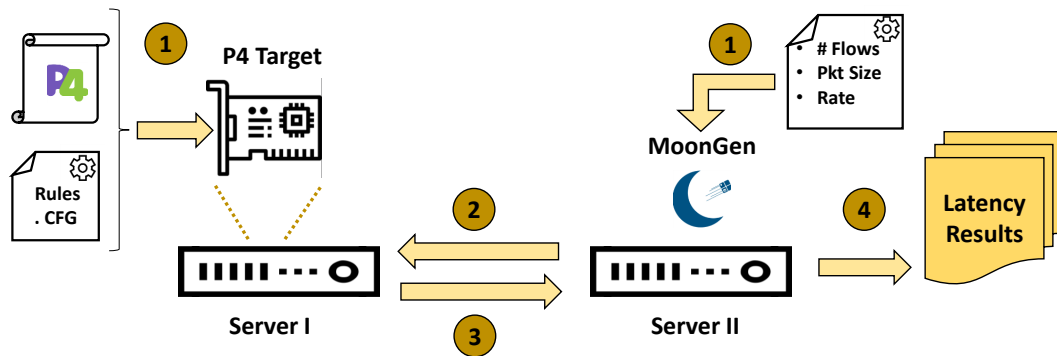 1
P4 Target
P4
Rules
. CFG
Server I
2
3
1
• # Flows
• Pkt Size
• Rate
MoonGen
Server II
4
Latency
Results